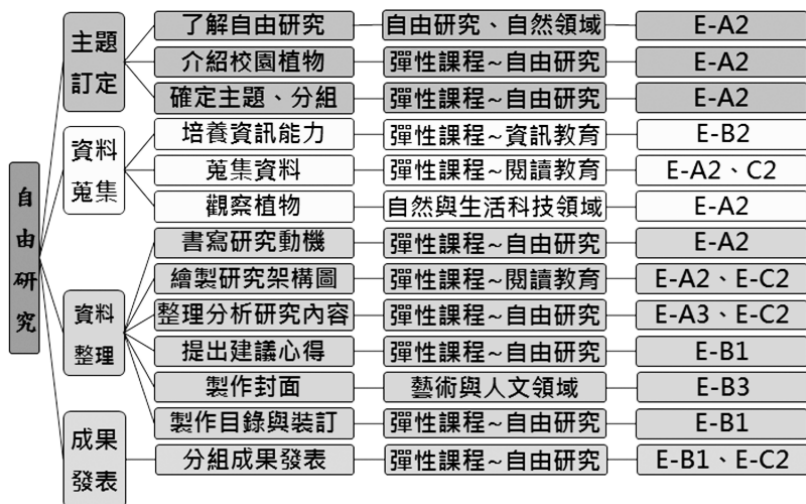 自由研究
主題
訂定
了解自由研究 自由研究、自然領域 E-A2
介紹校園植物 彈性課程~自由研究 E-A2
確定主題、分組 彈性課程~自由研究 E-A2
資料
蒐集
培養資訊能力 彈性課程~資訊教育 E-B2
蒐集資料 彈性課程~閱讀教育 E-A2、C2
觀察植物 自然與生活科技領域 E-A2
資料
整理
書寫研究動機 彈性課程~自由研究 E-A2
繪製研究架構圖 彈性課程~閱讀教育 E-A2、E-C2
整理分析研究內容 彈性課程~自由研究 E-A3、E-C2
提出建議心得 彈性課程~自由研究 E-B1
製作封面 藝術與人文領域 E-B3
製作目錄與裝訂 彈性課程~自由研究 E-B1
成果
發表
分組成果發表 彈性課程~自由研究 E-B1、E-C2